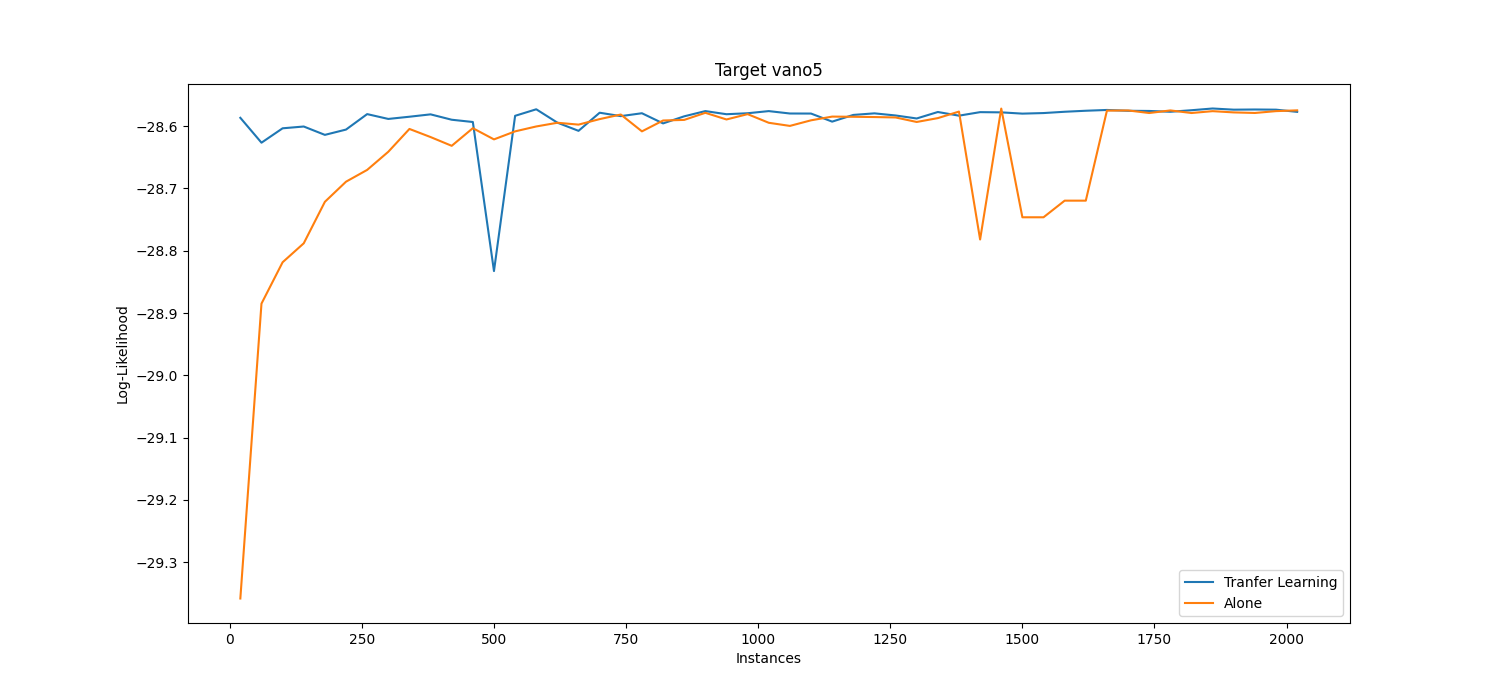 Target vano5
−28.6
−28.7
−28.8
−28.9
−29.0
−29.1
−29.2
−29.3
Log-Likelihood
0 250 500 750 1000 1250 1500 1750 2000
Instances
Tranfer Learning
Alone